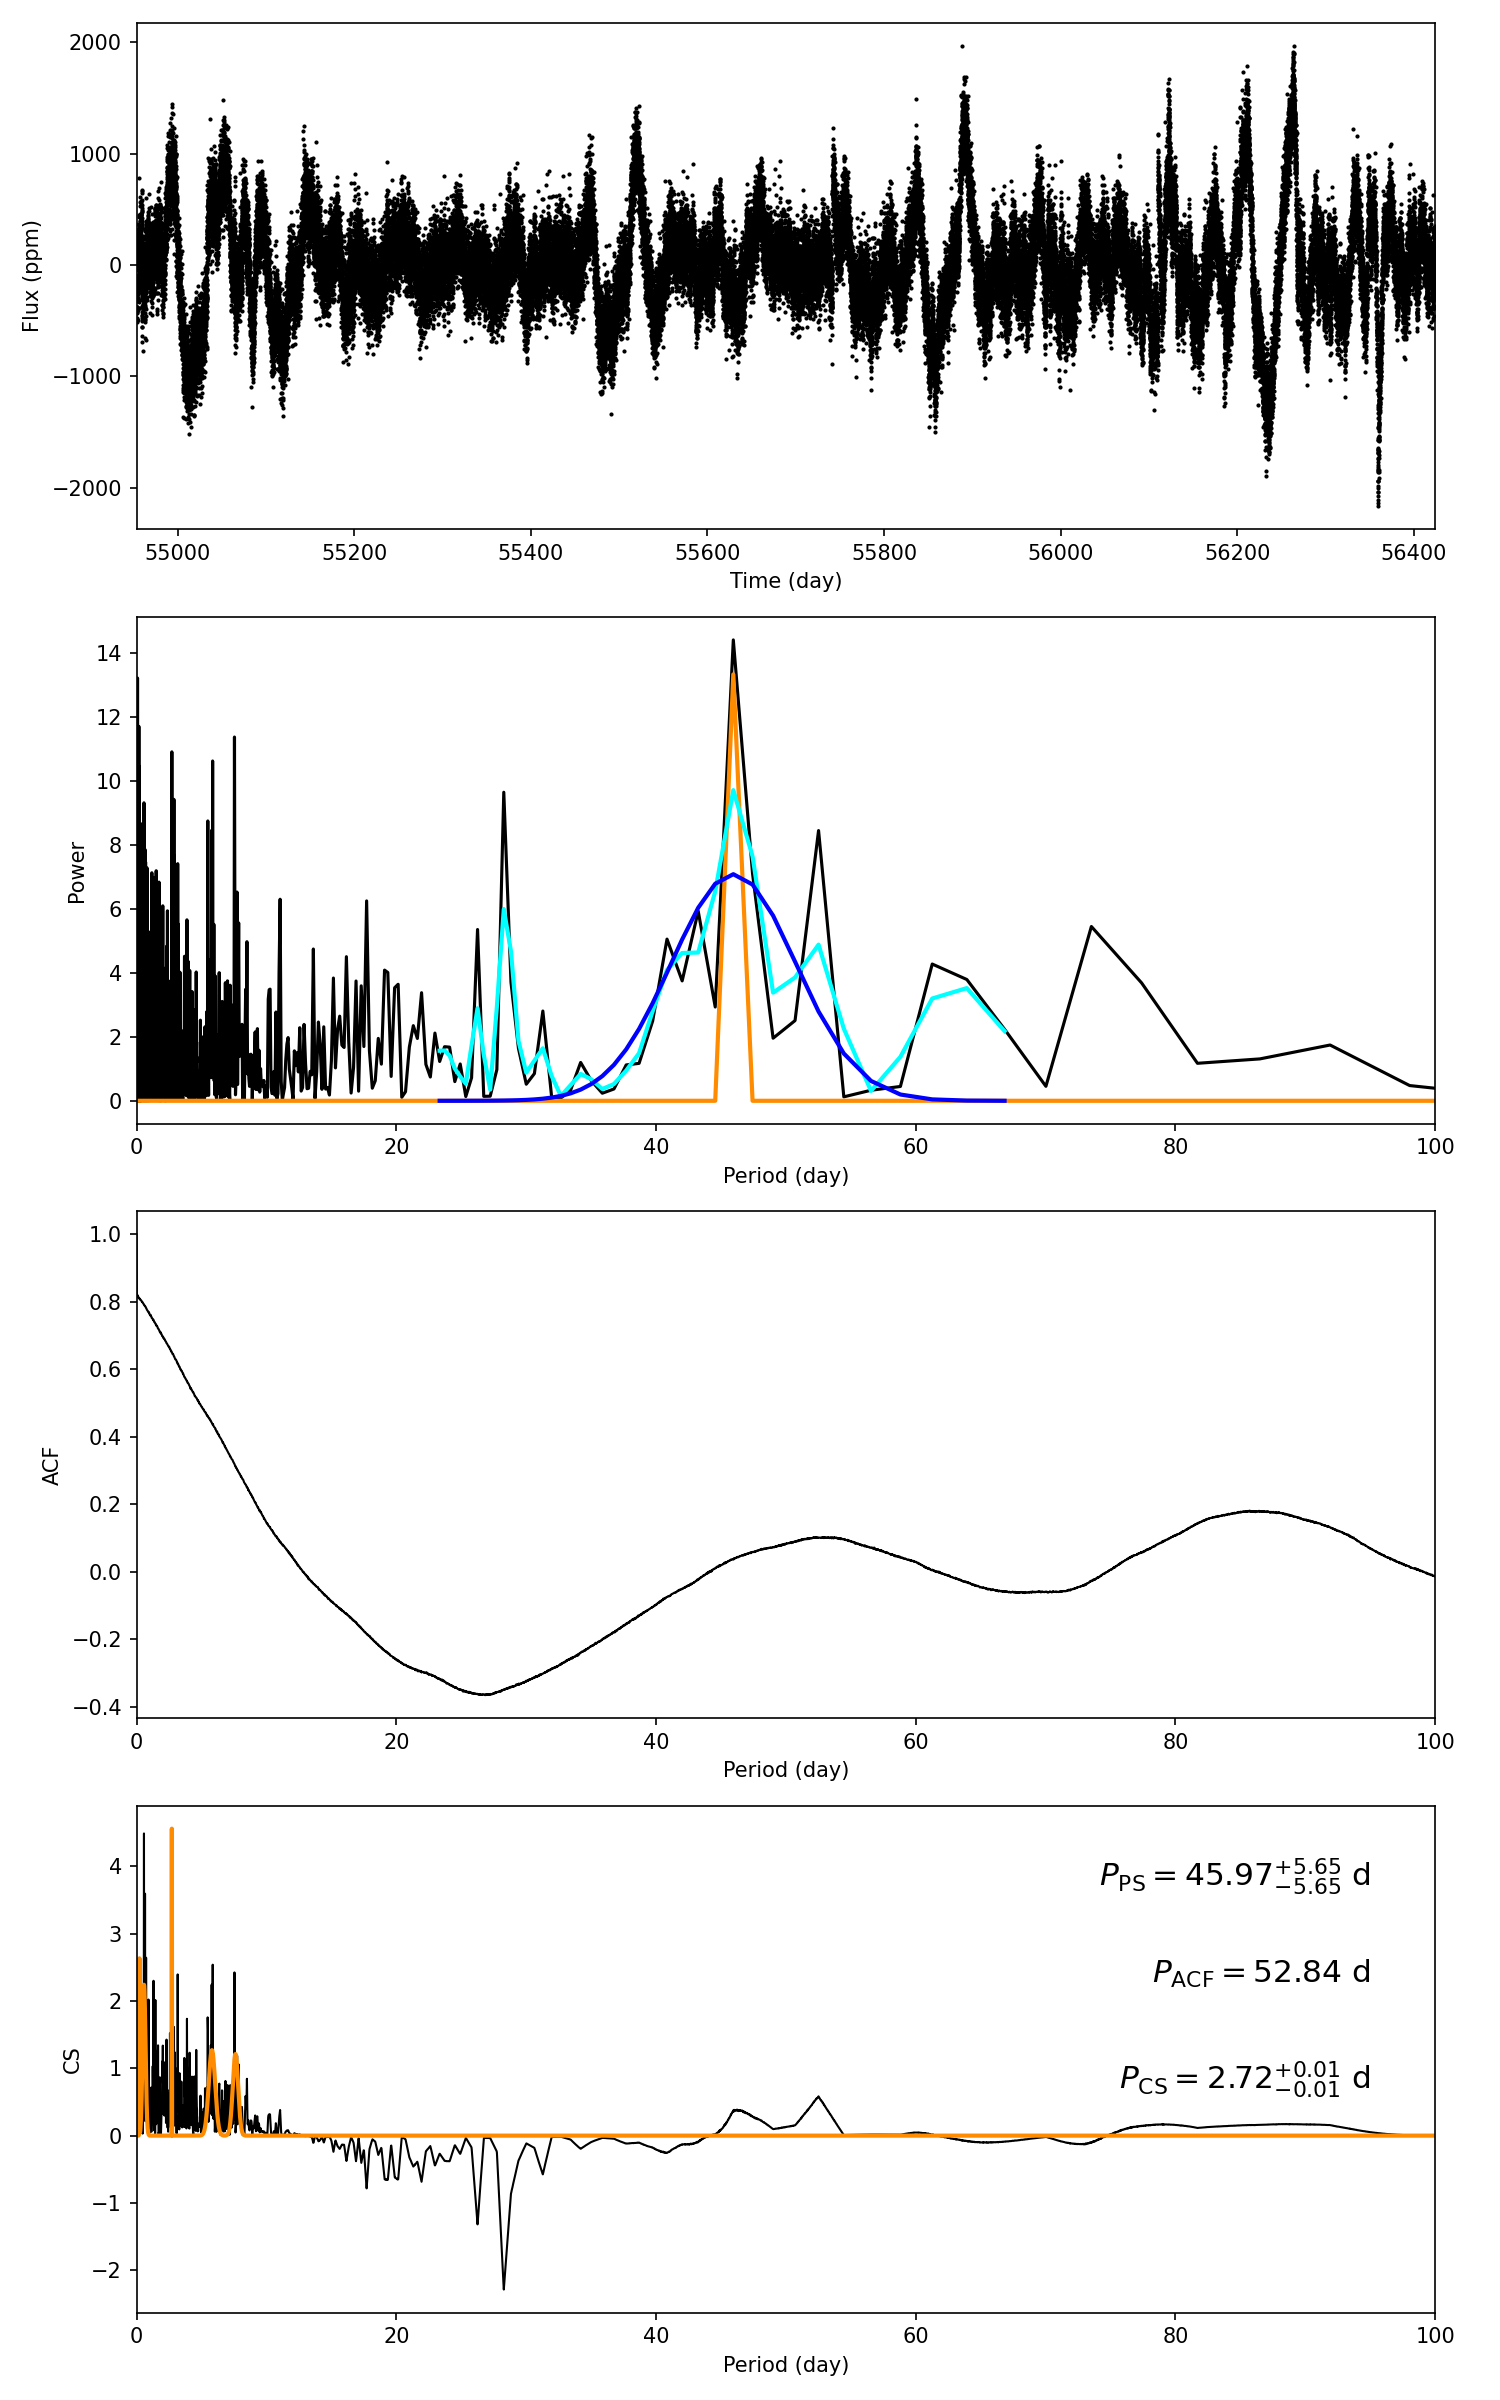 2000
1000
0
−1000
−2000
Flux (ppm)
55000 55200 55400 55600 55800 56000 56200 56400
Time (day)
14
12
10
8
6
4
2
0
Power
0 20 40 60 80 100
Period (day)
1.0
0.8
0.6
0.4
0.2
0.0
−0.2
−0.4
ACF
0 20 40 60 80 100
Period (day)
4
3
2
1
0
−1
−2
CS
P_PS = 45.97^{+5.65}_{−5.65} d
P_ACF = 52.84 d
P_CS = 2.72^{+0.01}_{−0.01} d
0 20 40 60 80 100
Period (day)